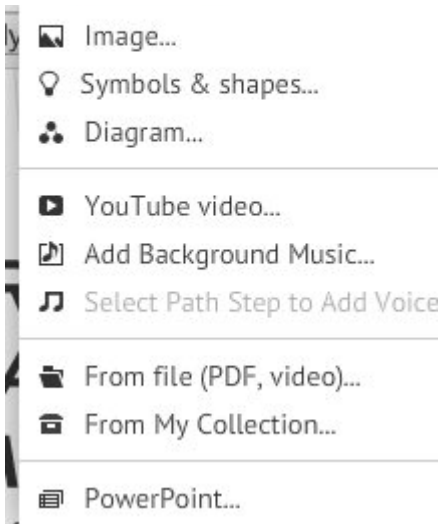 Image...
Symbols & shapes...
Diagram...
YouTube video...
Add Background Music...
Select Path Step to Add Voice
From file (PDF, video)...
From My Collection...
PowerPoint...